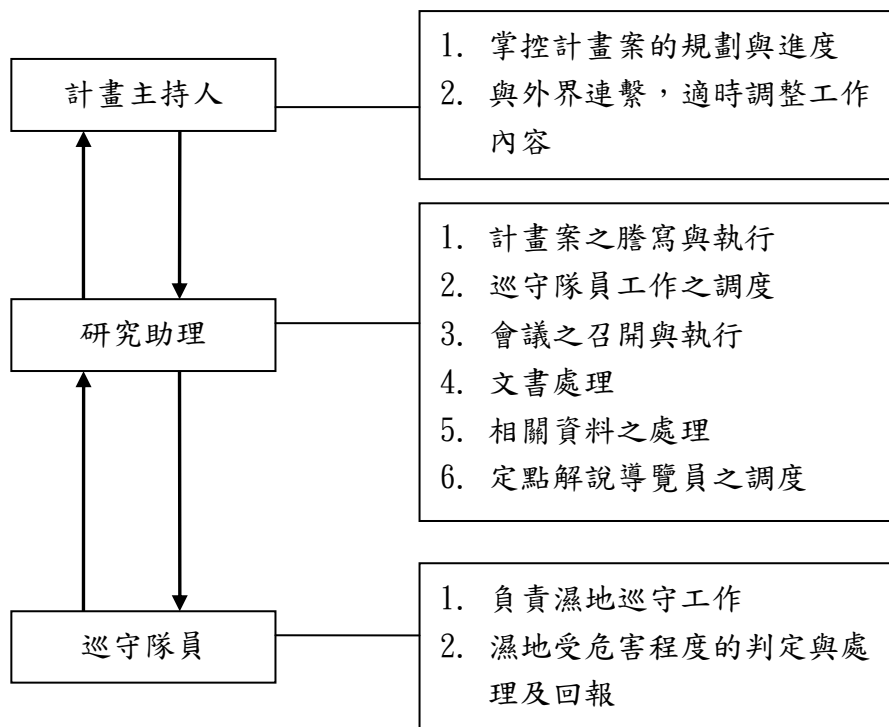 計畫主持人
1. 掌控計畫案的規劃與進度
2. 與外界連繫，適時調整工作
內容
研究助理
1. 計畫案之謄寫與執行
2. 巡守隊員工作之調度
3. 會議之召開與執行
4. 文書處理
5. 相關資料之處理
6. 定點解說導覽員之調度
巡守隊員
1. 負責濕地巡守工作
2. 濕地受危害程度的判定與處
理及回報